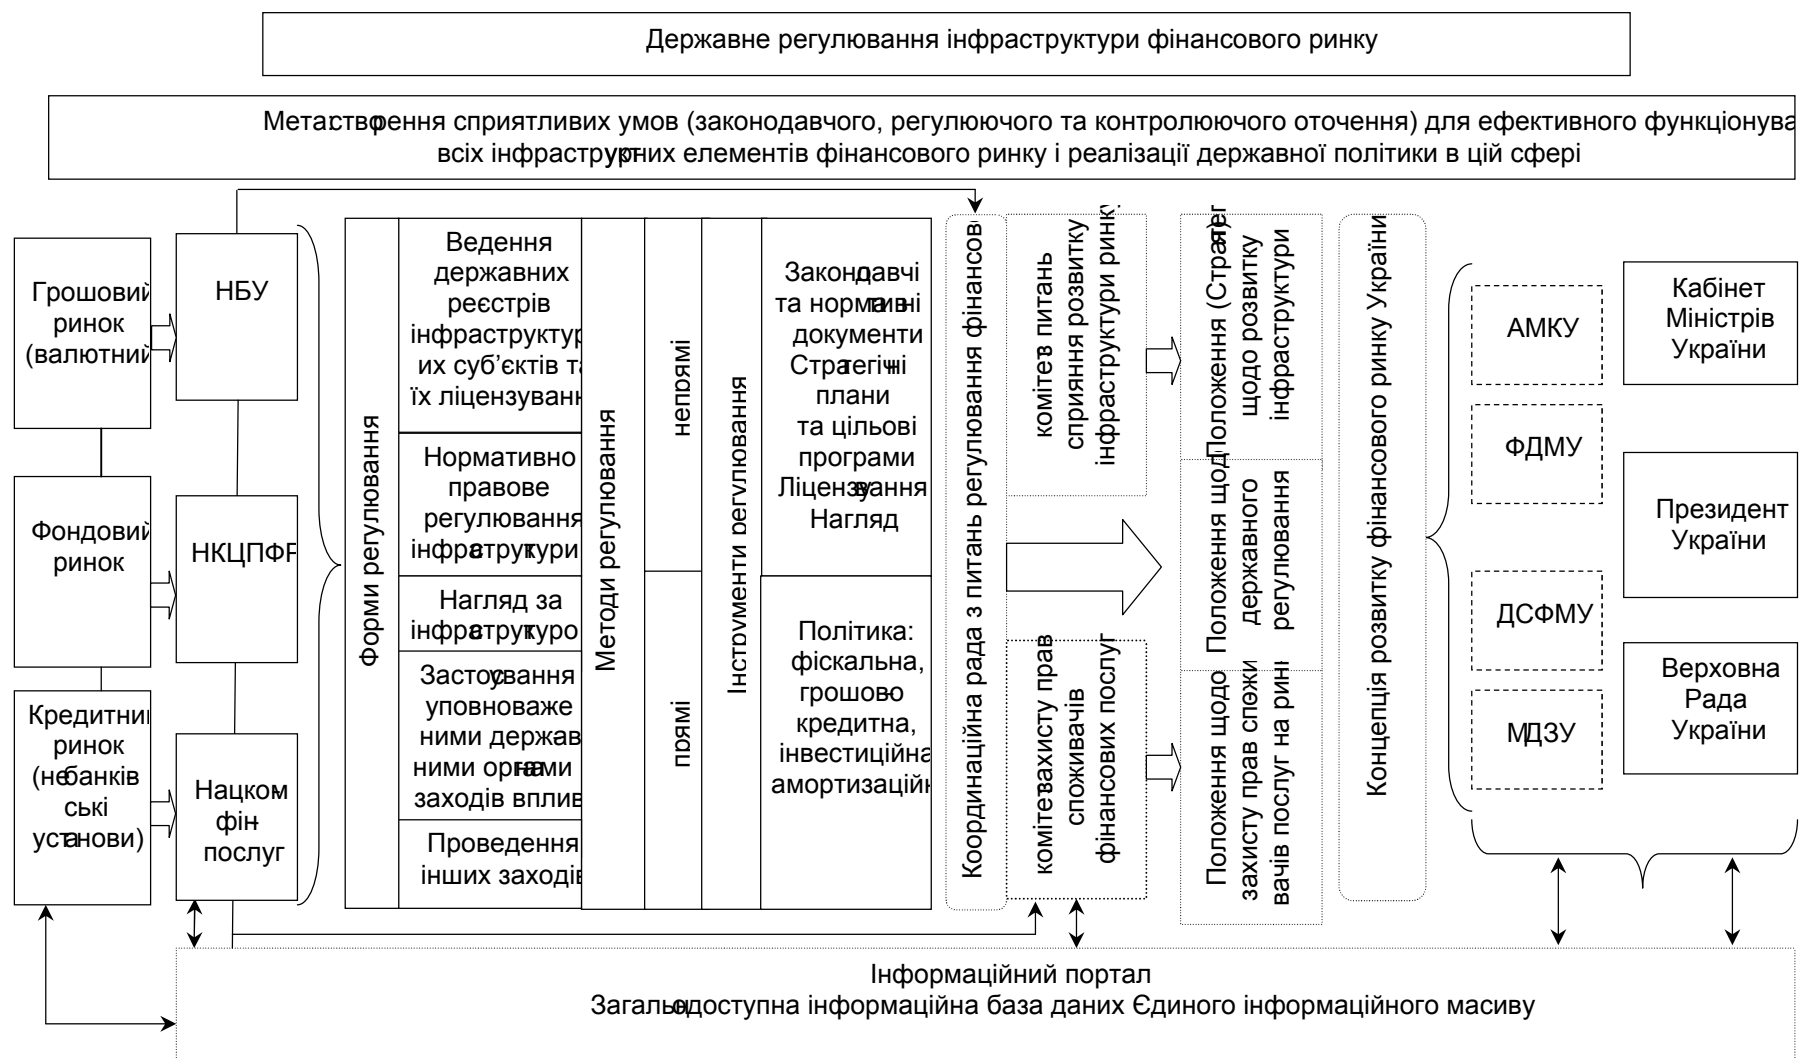 Державне регулювання інфраструктури фінансового ринку
Мета: створення сприятливих умов (законодавчого, регулюючого та контролюючого оточення) для ефективного функціонува
всіх інфраструктурних елементів фінансового ринку і реалізації державної політики в цій сфері
Грошовий
ринок
(валютний
Фондовий
ринок
Кредитни
ринок
(небанків
ські
установи)
НБУ
НКЦПФР
Нацком-
фін-
послуг
Форми регулювання
Ведення
державних
реєстрів
інфраструктур
их суб’єктів та
їх ліцензуван
Нормативно
правове
регулювання
інфраструктури
Нагляд за
інфраструктуро
Застосування
уповноваже
ними держав
ними органами
заходів вплив
Проведення
інших заходів
Методи регулювання
непрямі
прямі
Інструменти регулювання
Законодавчі
та нормативні
документи
Стратегічні
плани
та цільові
програми
Ліцензування
Нагляд
Політика:
фіскальна,
грошово-
кредитна,
інвестиційна
амортизацій
Координаційна рада з питань регулювання фінансов
комітет з питань
сприяння розвитку
інфраструктури ринку
комітет захисту прав
споживачів
фінансових послуг
Положення (Стратег
щодо розвитку
інфраструктури
Положення щод
державного
регулювання
Положення щодо
захисту прав спожи
вачів послуг на рин
Концепція розвитку фінансового ринку України
АМКУ
ФДМУ
ДСФМУ
МДЗУ
Кабінет
Міністрів
України
Президент
України
Верховна
Рада
України
Інформаційний портал
Загальнодоступна інформаційна база даних Єдиного інформаційного масиву